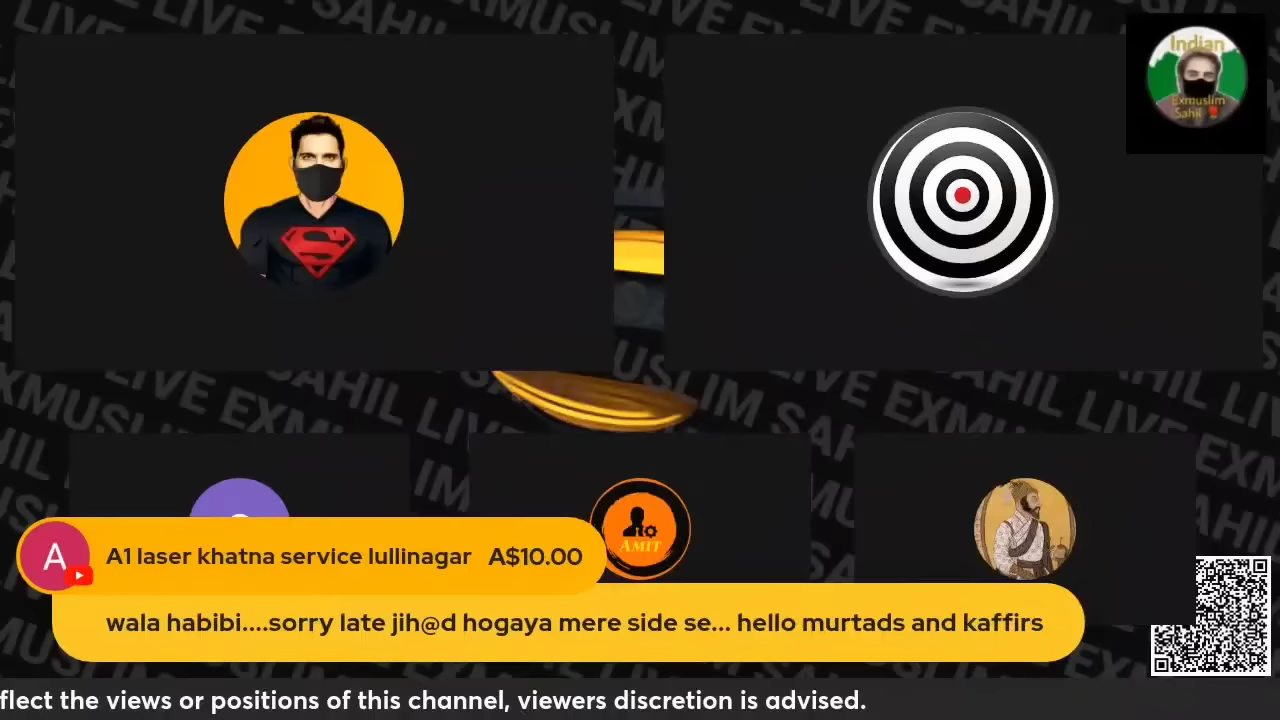 Indian
Exmuslim
Sahil
AMIT
A
A1 laser khatna service lullinagar A$10.00
wala habibi....sorry late jih@d hogaya mere side se... hello murtads and kaffirs
flect the views or positions of this channel, viewers discretion is advised.